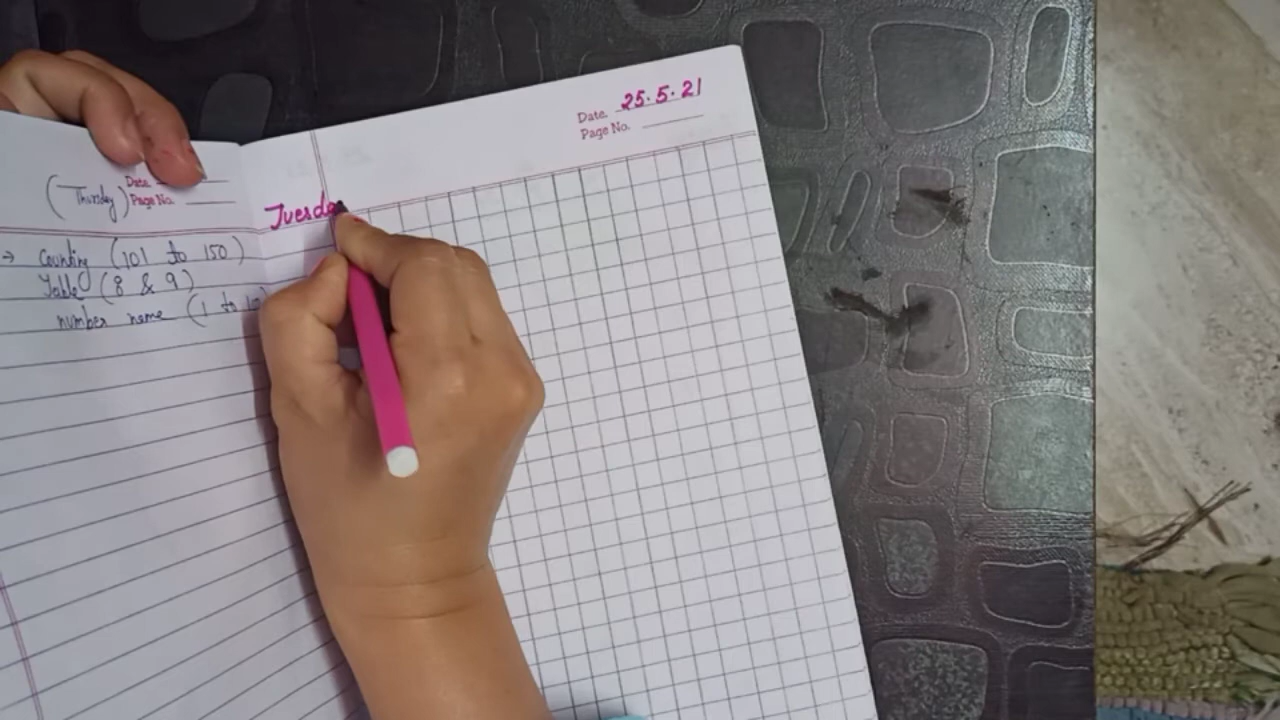 (Thursday)
Date.
Page No.
→ Counting (101 to 150)
Table (8 & 9)
number name (1 to 10
Date. 25.5.21
Page No.
Tuesda